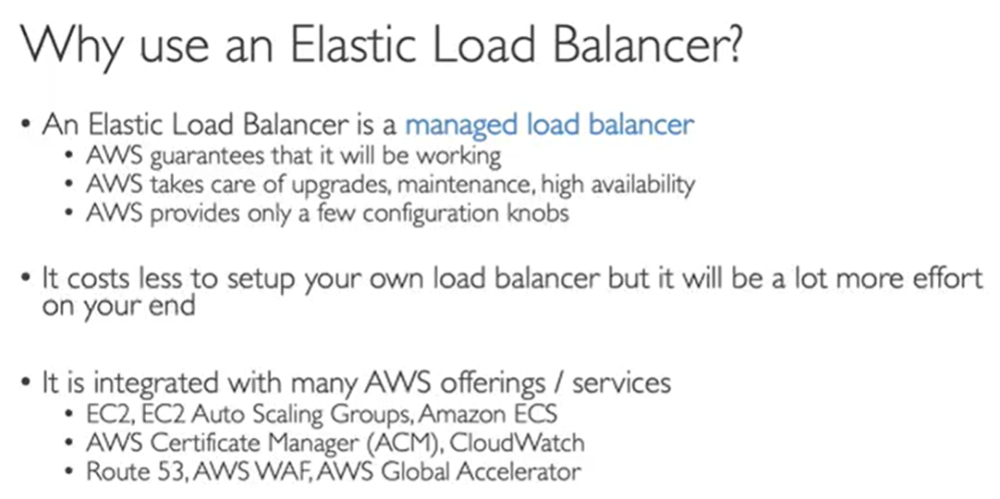 Why use an Elastic Load Balancer?
• An Elastic Load Balancer is a managed load balancer
• AWS guarantees that it will be working
• AWS takes care of upgrades, maintenance, high availability
• AWS provides only a few configuration knobs
• It costs less to setup your own load balancer but it will be a lot more effort
on your end
• It is integrated with many AWS offerings / services
• EC2, EC2 Auto Scaling Groups, Amazon ECS
• AWS Certificate Manager (ACM), CloudWatch
• Route 53, AWS WAF, AWS Global Accelerator